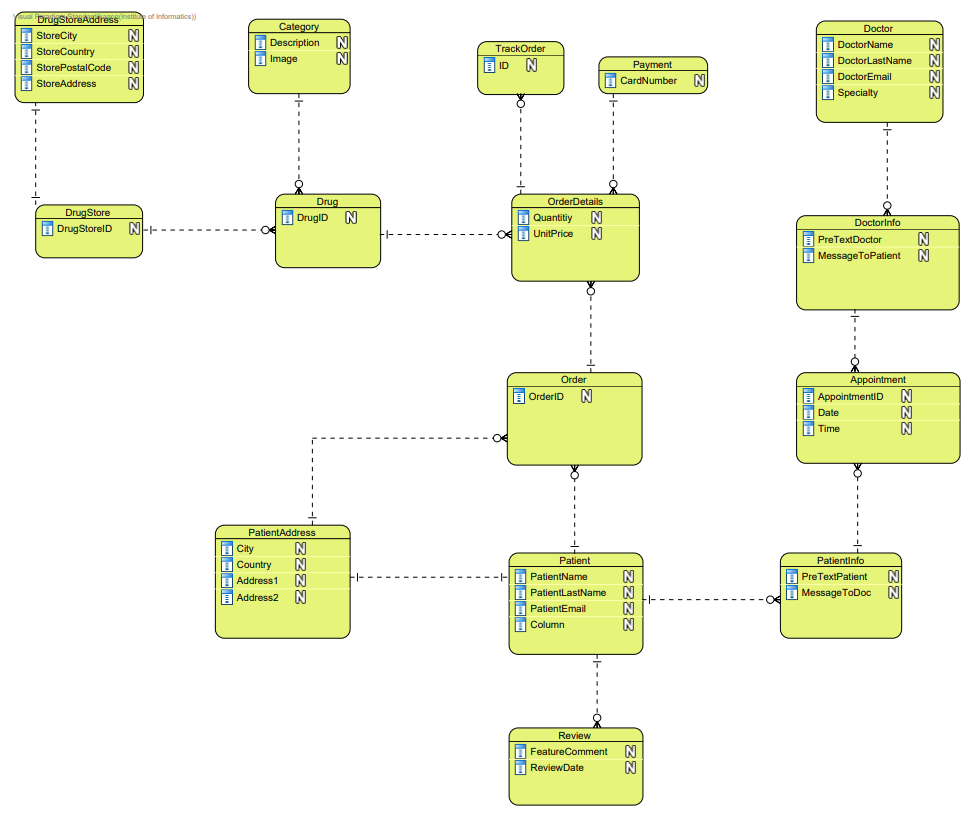 DrugStoreAddress
StoreCity N
StoreCountry N
StorePostalCode N
StoreAddress N
Category
Description N
Image N
TrackOrder
ID N
Payment
CardNumber N
Doctor
DoctorName N
DoctorLastName N
DoctorEmail N
Specialty N
DrugStore
DrugStoreID N
Drug
DrugID N
OrderDetails
Quantitiy N
UnitPrice N
DoctorInfo
PreTextDoctor N
MessageToPatient N
Order
OrderID N
Appointment
AppointmentID N
Date N
Time N
PatientAddress
City N
Country N
Address1 N
Address2 N
Patient
PatientName N
PatientLastName N
PatientEmail N
Column N
PatientInfo
PreTextPatient N
MessageToDoc N
Review
FeatureComment N
ReviewDate N